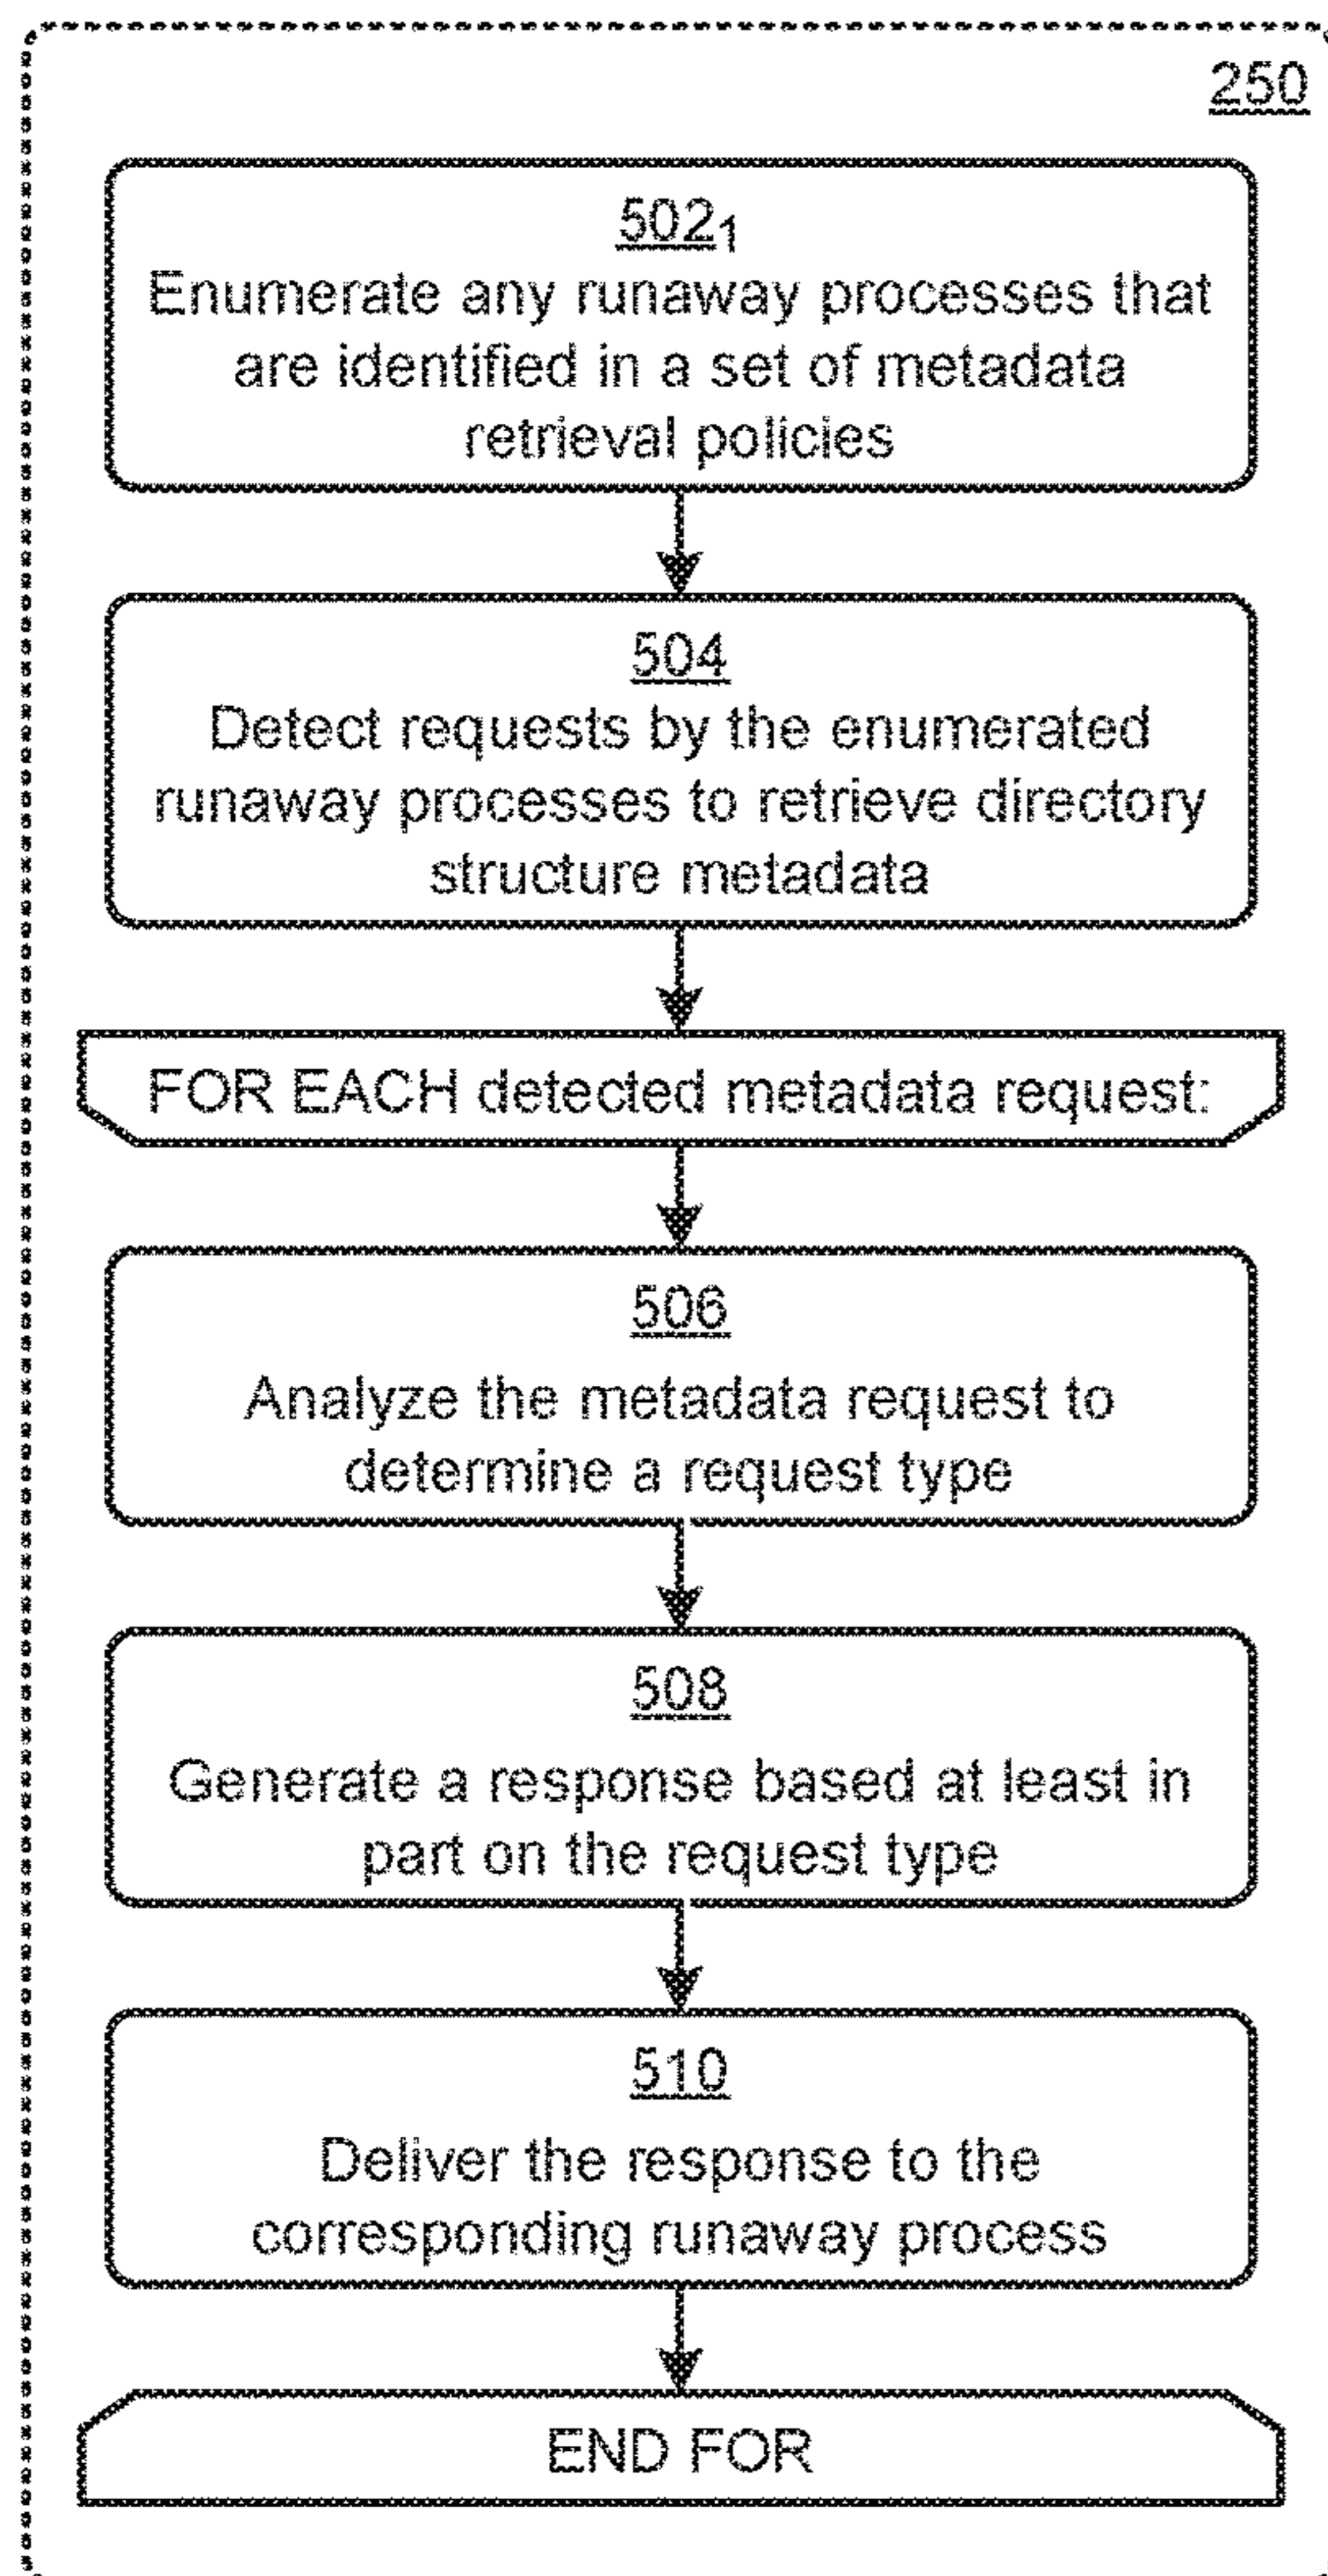 250
502₁
Enumerate any runaway processes that
are identified in a set of metadata
retrieval policies
504
Detect requests by the enumerated
runaway processes to retrieve directory
structure metadata
FOR EACH detected metadata request:
506
Analyze the metadata request to
determine a request type
508
Generate a response based at least in
part on the request type
510
Deliver the response to the
corresponding runaway process
END FOR